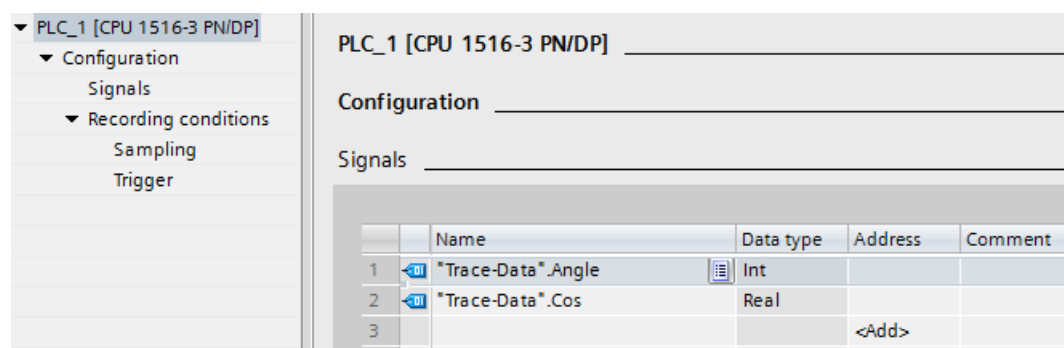 PLC_1 [CPU 1516-3 PN/DP]
Configuration
Signals
Recording conditions
Sampling
Trigger
PLC_1 [CPU 1516-3 PN/DP]
Configuration
Signals
Name Data type Address Comment
1 "Trace-Data".Angle Int
2 "Trace-Data".Cos Real
3 <Add>